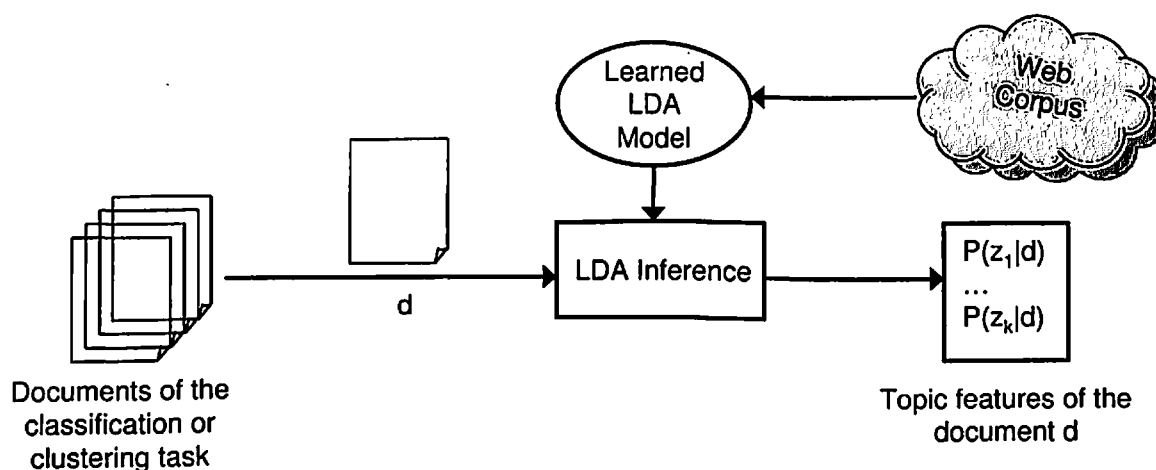 Learned
LDA
Model
Web
Corpus
d
LDA Inference
P(z₁|d)
...
P(zₖ|d)
Documents of the
classification or
clustering task
Topic features of the
document d